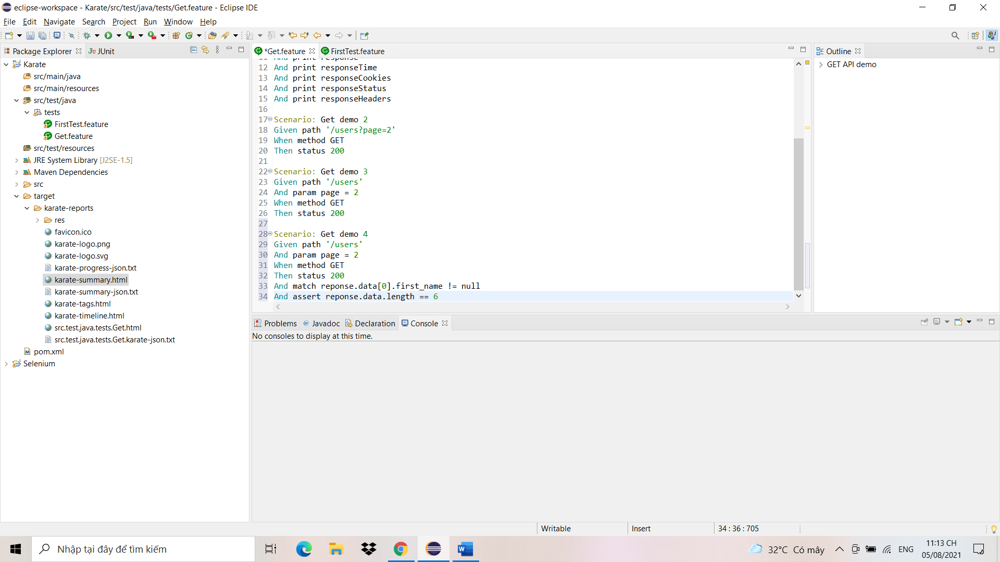 eclipse-workspace - Karate/src/test/java/tests/Get.feature - Eclipse IDE
File Edit Navigate Search Project Run Window Help
Package Explorer
JUnit
Karate
src/main/java
src/main/resources
src/test/java
tests
FirstTest.feature
Get.feature
src/test/resources
JRE System Library [J2SE-1.5]
Maven Dependencies
src
target
karate-reports
res
favicon.ico
karate-logo.png
karate-logo.svg
karate-progress-json.txt
karate-summary.html
karate-summary-json.txt
karate-tags.html
karate-timeline.html
src.test.java.tests.Get.html
src.test.java.tests.Get.karate-json.txt
pom.xml
Selenium
*Get.feature
FirstTest.feature
11 And print response
12 And print responseTime
13 And print responseCookies
14 And print responseStatus
15 And print responseHeaders
16
17 Scenario: Get demo 2
18 Given path '/users?page=2'
19 When method GET
20 Then status 200
21
22 Scenario: Get demo 3
23 Given path '/users'
24 And param page = 2
25 When method GET
26 Then status 200
27
28 Scenario: Get demo 4
29 Given path '/users'
30 And param page = 2
31 When method GET
32 Then status 200
33 And match reponse.data[0].first_name != null
34 And assert reponse.data.length == 6
Outline
GET API demo
Problems
@ Javadoc
Declaration
Console
No consoles to display at this time.
Writable
Insert
34 : 36 : 705
Nhập tại đây để tìm kiếm
32°C Có mây
ENG
11:13 CH
05/08/2021